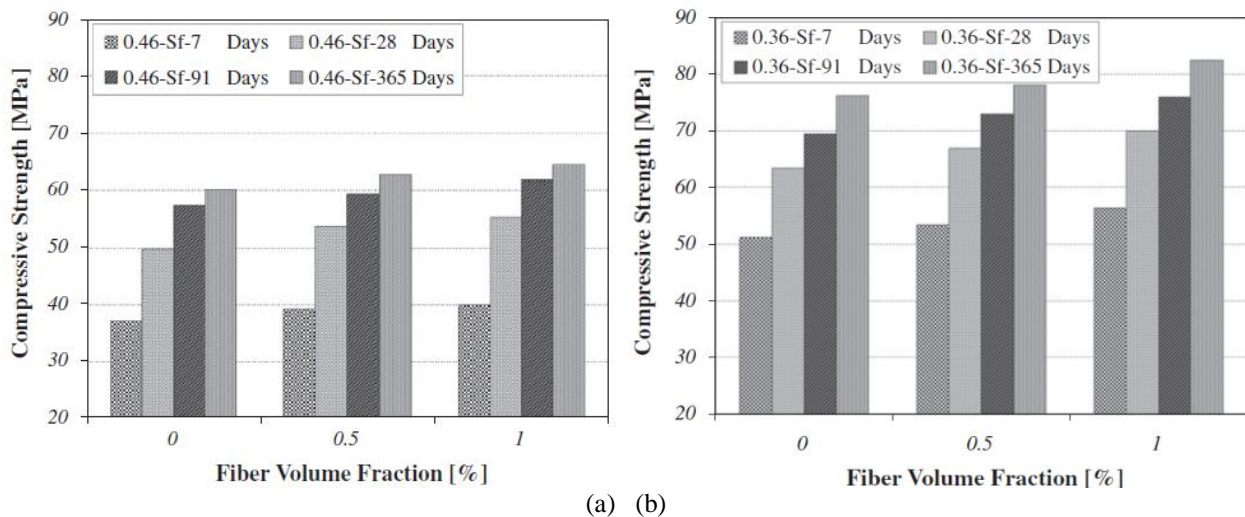 90
80
70
60
50
40
30
20
Compressive Strength [MPa]
0.46-Sf-7 Days 0.46-Sf-28 Days
0.46-Sf-91 Days 0.46-Sf-365 Days
0 0.5 1
Fiber Volume Fraction [%]
90
80
70
60
50
40
30
20
Compressive Strength [MPa]
0.36-Sf-7 Days 0.36-Sf-28 Days
0.36-Sf-91 Days 0.36-Sf-365 Days
0 0.5 1
Fiber Volume Fraction [%]
(a) (b)